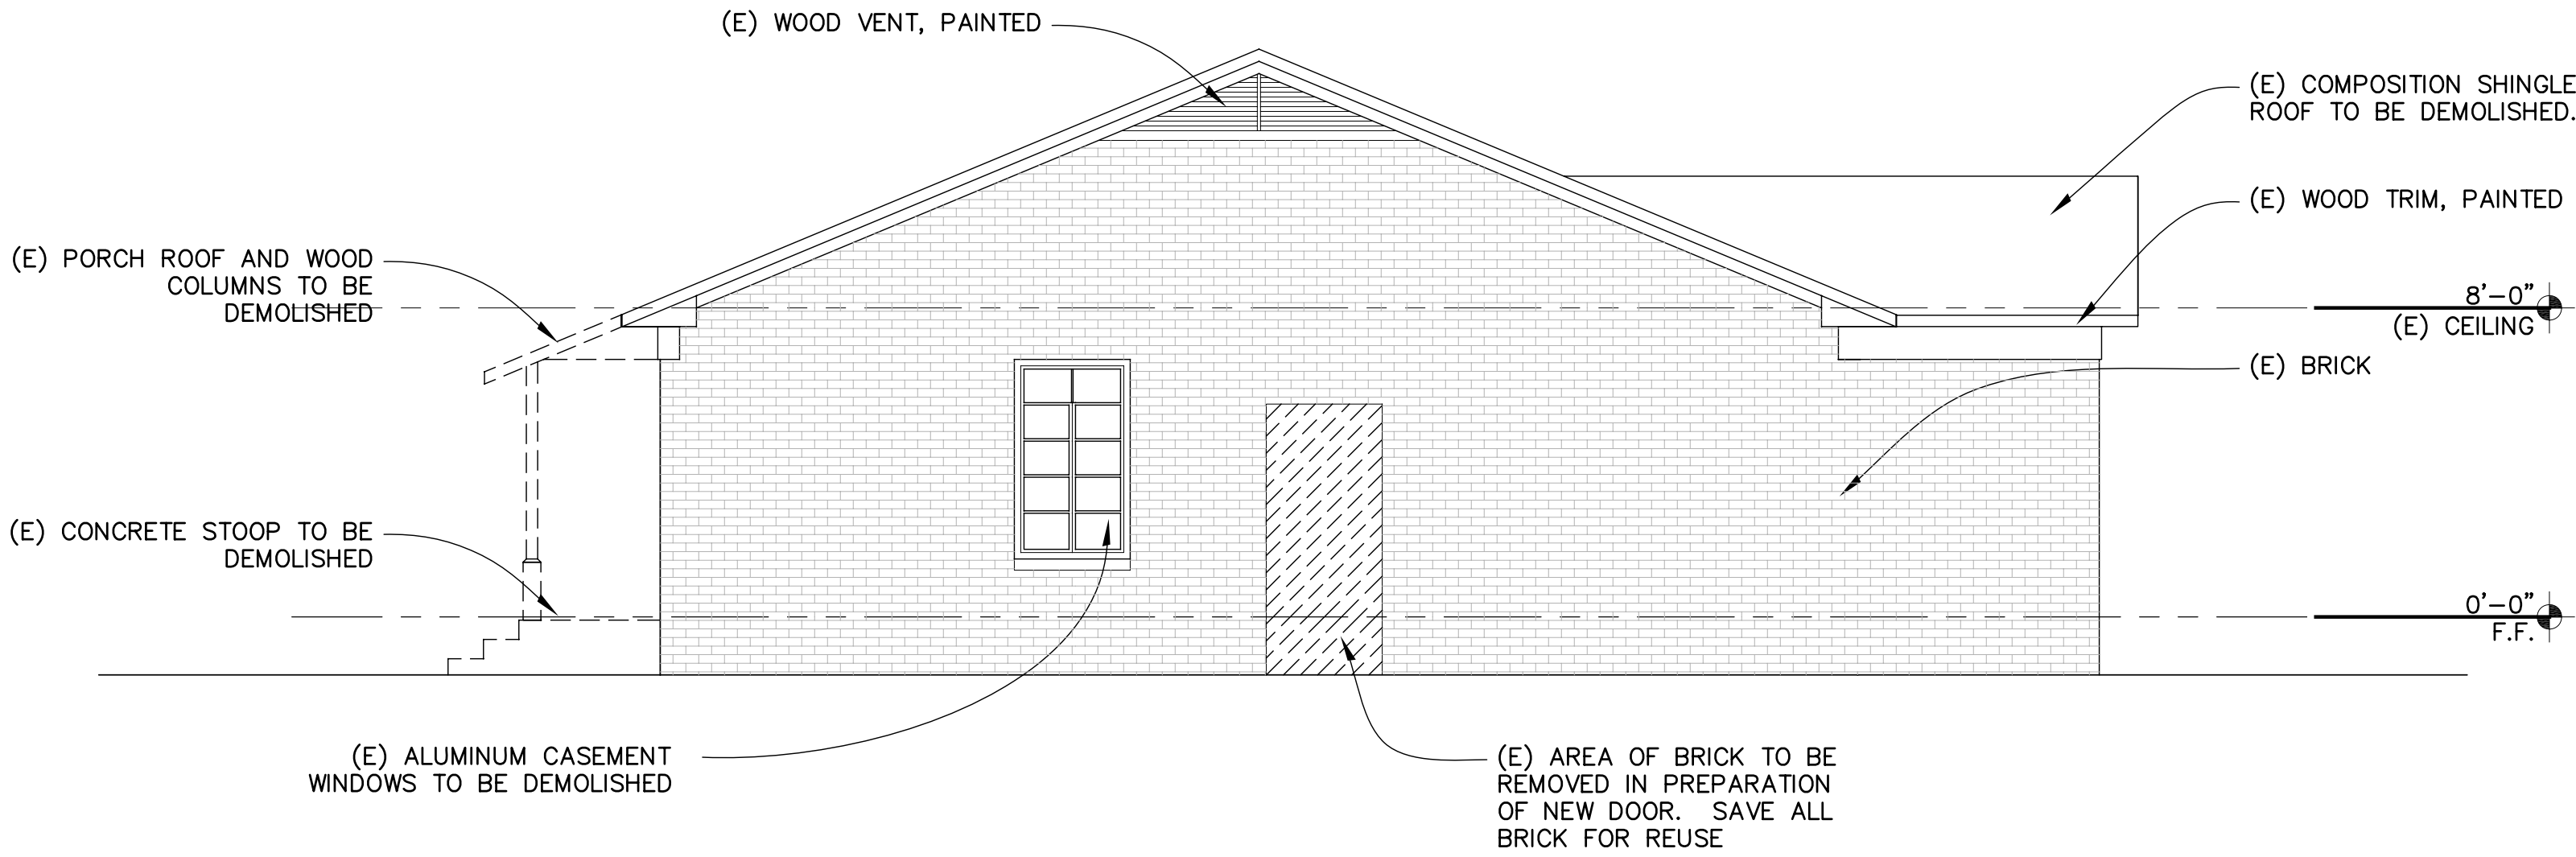 (E) WOOD VENT, PAINTED
(E) COMPOSITION SHINGLE
ROOF TO BE DEMOLISHED.
(E) WOOD TRIM, PAINTED
(E) PORCH ROOF AND WOOD
COLUMNS TO BE
DEMOLISHED
8'-0"
(E) CEILING
(E) BRICK
(E) CONCRETE STOOP TO BE
DEMOLISHED
0'-0"
F.F.
(E) ALUMINUM CASEMENT
WINDOWS TO BE DEMOLISHED
(E) AREA OF BRICK TO BE
REMOVED IN PREPARATION
OF NEW DOOR.  SAVE ALL
BRICK FOR REUSE